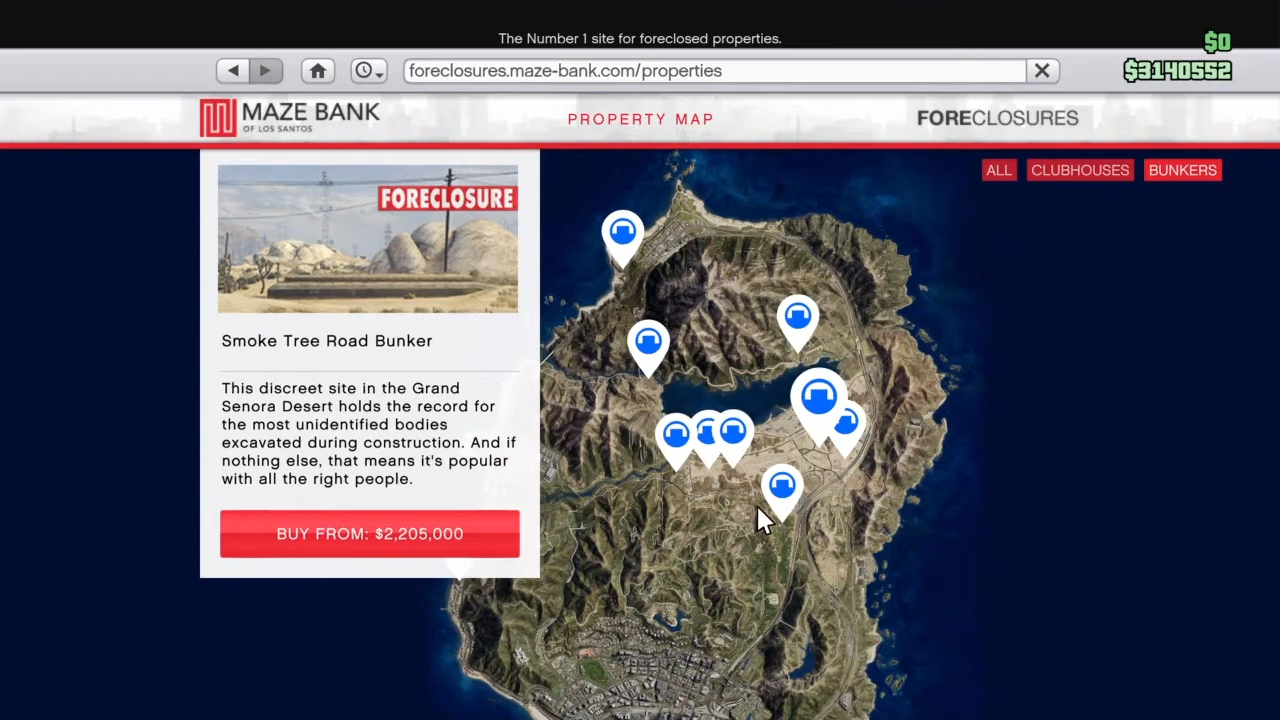 The Number 1 site for foreclosed properties.
$0
foreclosures.maze-bank.com/properties
$3140552
MAZE BANK
OF LOS SANTOS
PROPERTY MAP
FORECLOSURES
ALL
CLUBHOUSES
BUNKERS
FORECLOSURE
Smoke Tree Road Bunker
This discreet site in the Grand
Senora Desert holds the record for
the most unidentified bodies
excavated during construction. And if
nothing else, that means it's popular
with all the right people.
BUY FROM: $2,205,000